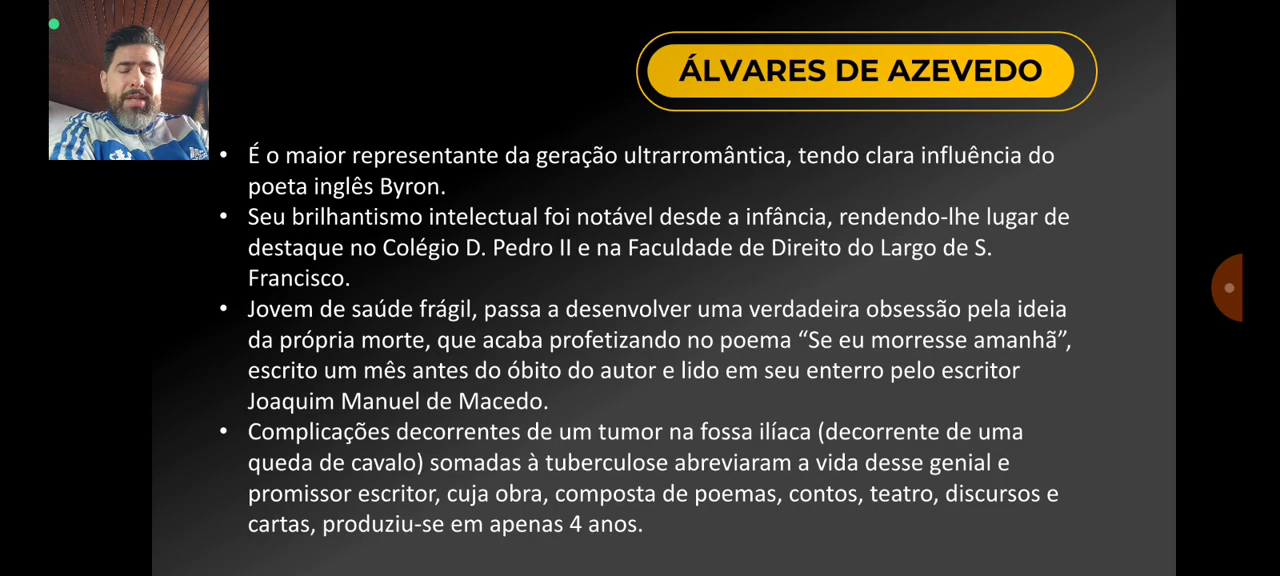 ÁLVARES DE AZEVEDO
• É o maior representante da geração ultrarromântica, tendo clara influência do
poeta inglês Byron.
• Seu brilhantismo intelectual foi notável desde a infância, rendendo-lhe lugar de
destaque no Colégio D. Pedro II e na Faculdade de Direito do Largo de S.
Francisco.
• Jovem de saúde frágil, passa a desenvolver uma verdadeira obsessão pela ideia
da própria morte, que acaba profetizando no poema “Se eu morresse amanhã”,
escrito um mês antes do óbito do autor e lido em seu enterro pelo escritor
Joaquim Manuel de Macedo.
• Complicações decorrentes de um tumor na fossa ilíaca (decorrente de uma
queda de cavalo) somadas à tuberculose abreviaram a vida desse genial e
promissor escritor, cuja obra, composta de poemas, contos, teatro, discursos e
cartas, produziu-se em apenas 4 anos.